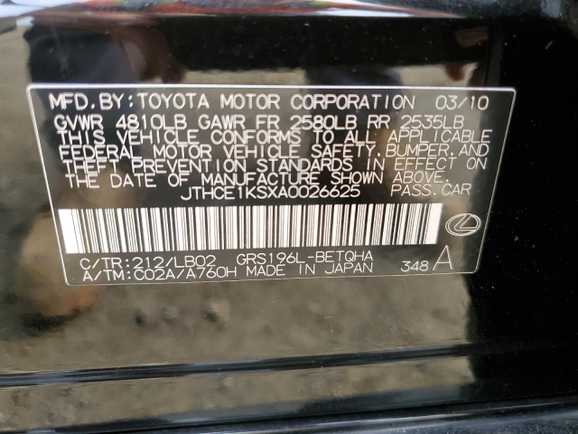 MFD. BY: TOYOTA MOTOR CORPORATION 03/10
GVWR 4810LB GAWR FR 2580LB RR 2535LB
THIS VEHICLE CONFORMS TO ALL APPLICABLE
FEDERAL MOTOR VEHICLE SAFETY, BUMPER, AND
THEFT PREVENTION STANDARDS IN EFFECT ON
THE DATE OF MANUFACTURE SHOWN ABOVE.
JTHCE1KSXA0026625 PASS. CAR
C/TR: 212/LB02 GRS196L-BETQHA
A/TM: C02A/A760H MADE IN JAPAN 348 A